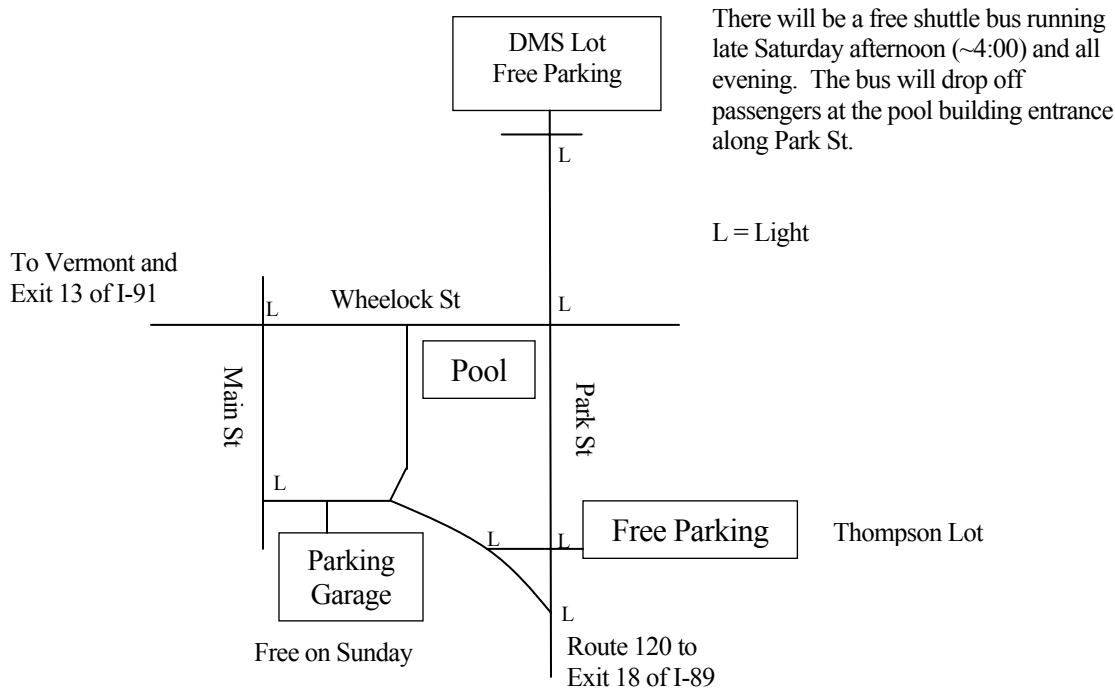 DMS Lot
Free Parking
There will be a free shuttle bus running
late Saturday afternoon (~4:00) and all
evening.  The bus will drop off
passengers at the pool building entrance
along Park St.
L
L = Light
To Vermont and
Exit 13 of I-91
L
Wheelock St
L
Pool
Main St
Park St
L
L
L
Free Parking
Thompson Lot
Parking
Garage
L
Free on Sunday
Route 120 to
Exit 18 of I-89